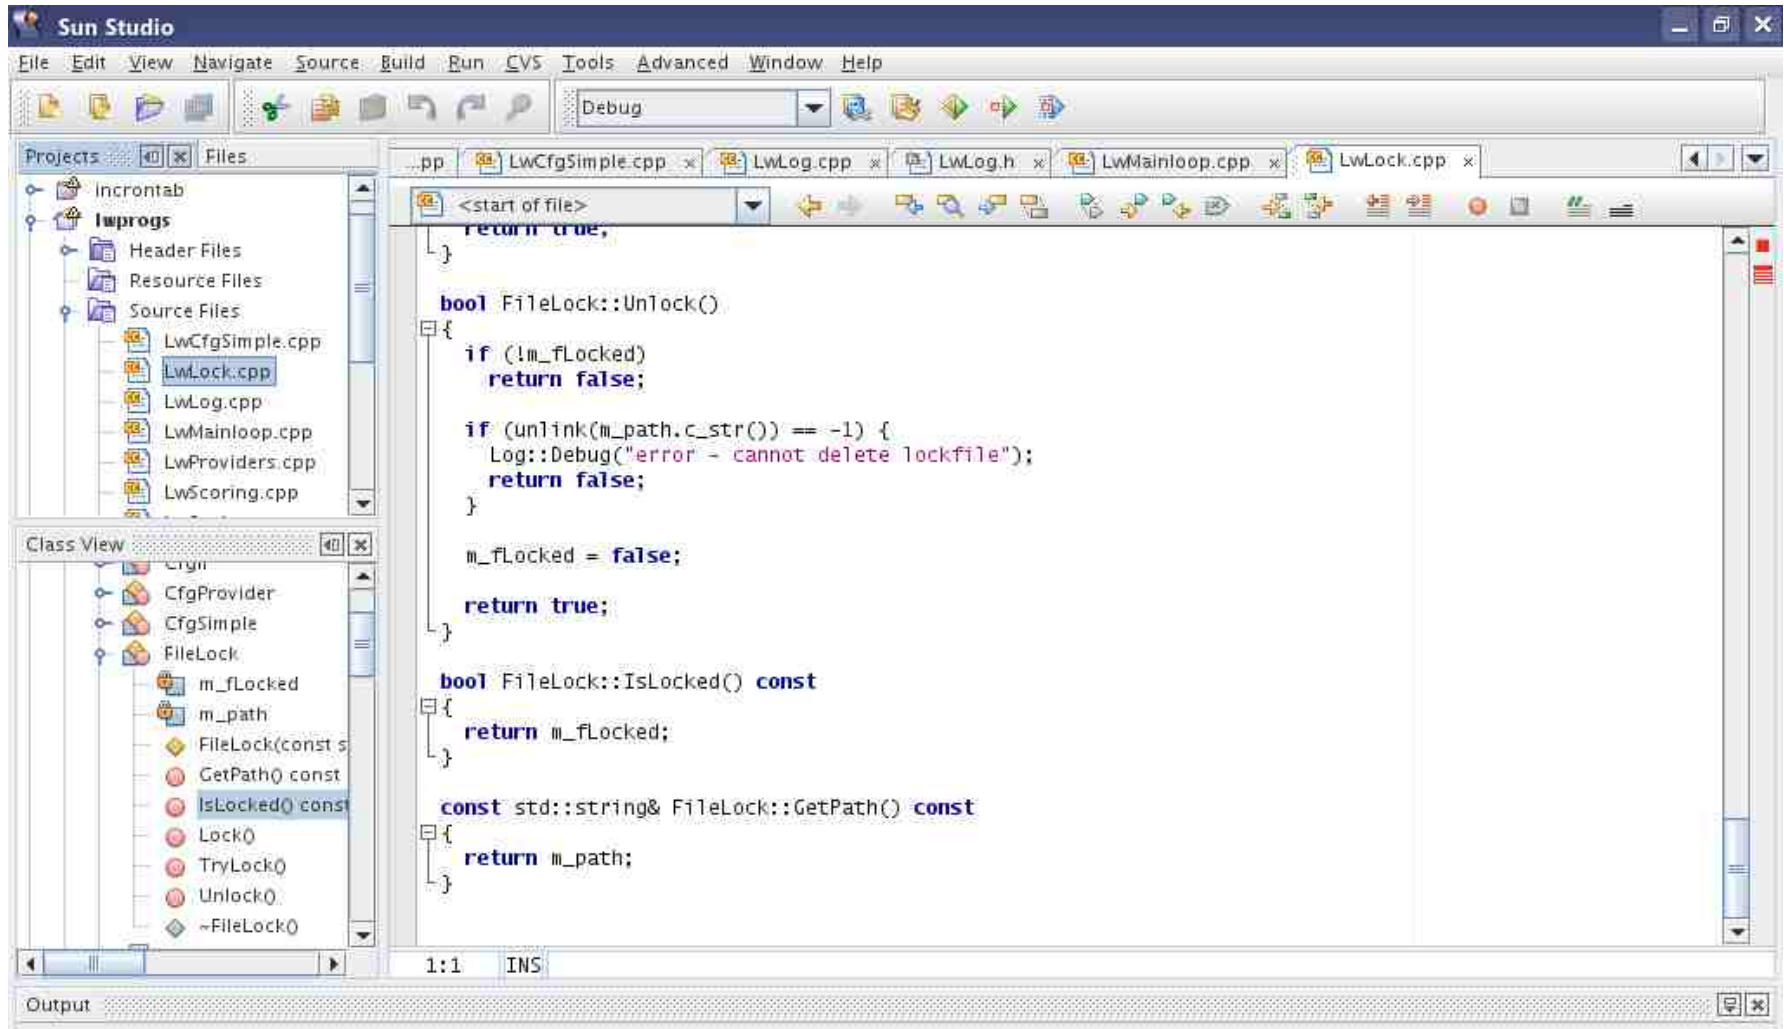 Sun Studio
File Edit View Navigate Source Build Run CVS Tools Advanced Window Help
Debug
Projects Files
incrontab
lwprogs
Header Files
Resource Files
Source Files
LwCfgSimple.cpp
LwLock.cpp
LwLog.cpp
LwMainloop.cpp
LwProviders.cpp
LwScoring.cpp
Class View
CfgProvider
CfgSimple
FileLock
m_fLocked
m_path
FileLock(const s
GetPath() const
IsLocked() const
Lock()
TryLock()
Unlock()
~FileLock()
...pp LwCfgSimple.cpp LwLog.cpp LwLog.h LwMainloop.cpp LwLock.cpp
<start of file>
return true;
}
bool FileLock::Unlock()
{
if (!m_fLocked)
return false;
if (unlink(m_path.c_str()) == -1) {
Log::Debug("error - cannot delete lockfile");
return false;
}
m_fLocked = false;
return true;
}
bool FileLock::IsLocked() const
{
return m_fLocked;
}
const std::string& FileLock::GetPath() const
{
return m_path;
}
1:1 INS
Output